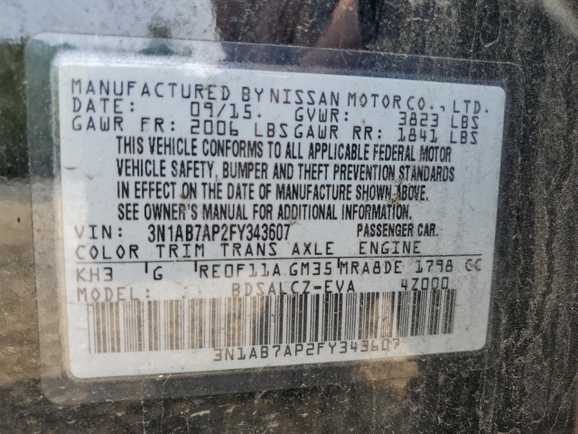 MANUFACTURED BY NISSAN MOTOR CO., LTD.
DATE: 09/15. GVWR: 3823 LBS
GAWR FR: 2006 LBS GAWR RR: 1841 LBS
THIS VEHICLE CONFORMS TO ALL APPLICABLE FEDERAL MOTOR
VEHICLE SAFETY, BUMPER AND THEFT PREVENTION STANDARDS
IN EFFECT ON THE DATE OF MANUFACTURE SHOWN ABOVE.
SEE OWNER'S MANUAL FOR ADDITIONAL INFORMATION.
VIN: 3N1AB7AP2FY343607 PASSENGER CAR.
COLOR TRIM TRANS AXLE ENGINE
KH3 G RE0F11A GM35 MRA8DE 1798 CC
MODEL: BDSALCZ-EVA 4Z000
3N1AB7AP2FY343607